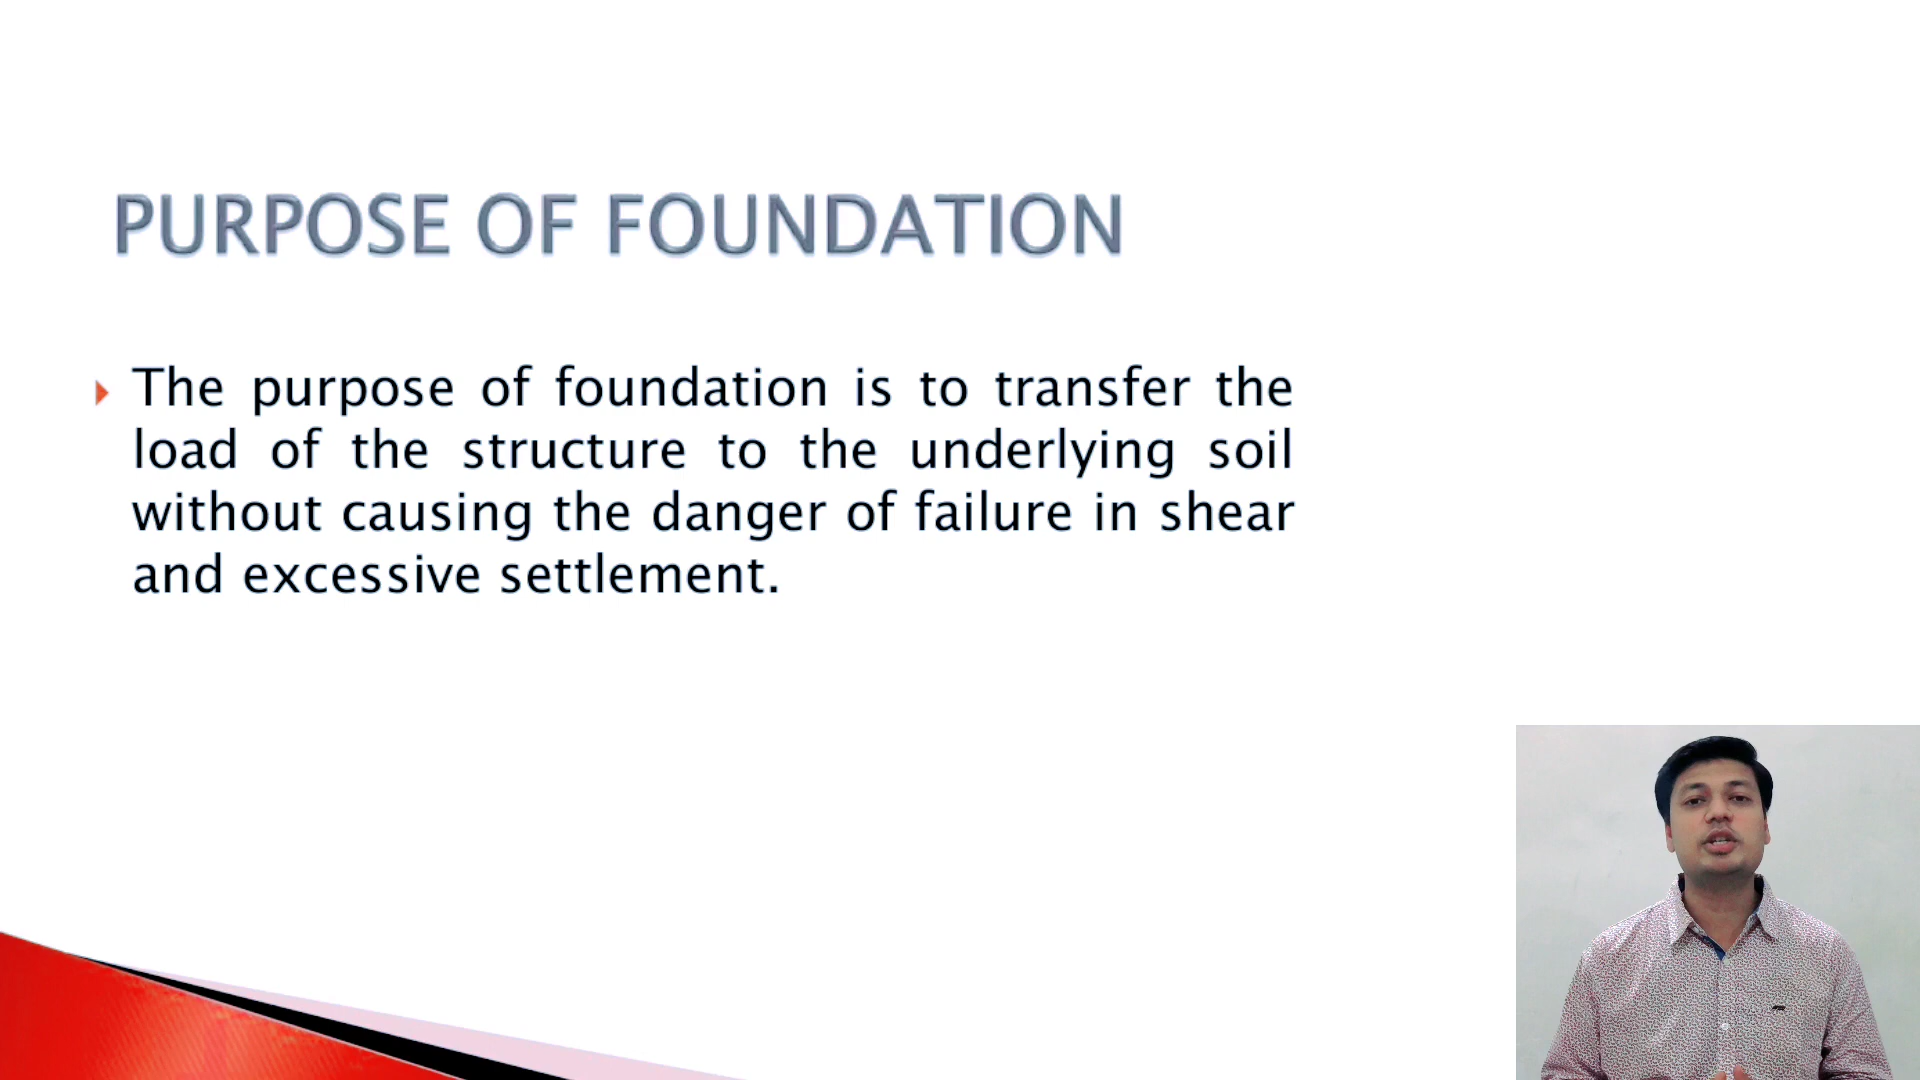 PURPOSE OF FOUNDATION
The purpose of foundation is to transfer the
load of the structure to the underlying soil
without causing the danger of failure in shear
and excessive settlement.